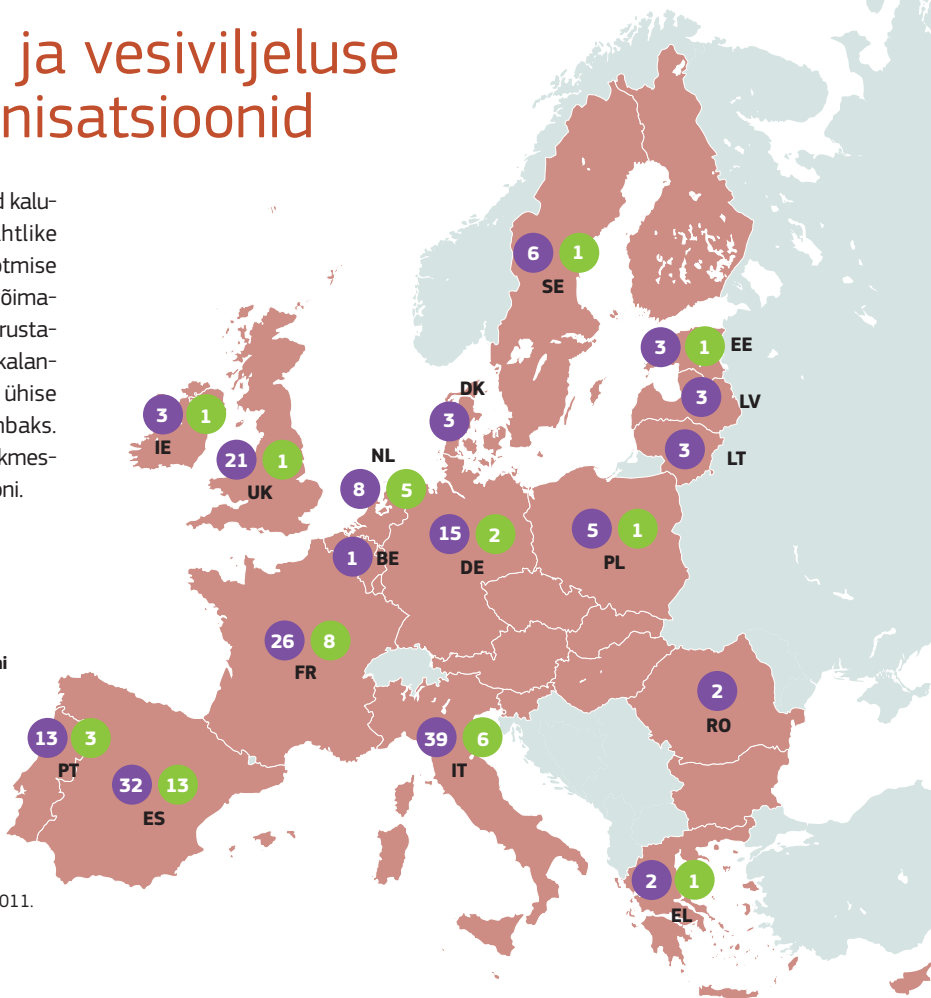 ja vesiviljeluse
nisatsioonid
d kalu-
htlike
otmise
õima-
rusta-
kalan-
ühise
nbaks.
kmes-
oni.
ni
011.
6 1
SE
3 1 EE
3 LV
3 LT
DK
3
3 1
IE
21 1
UK
NL
8 5
1 BE
15 2
DE
5 1
PL
26 8
FR
2
RO
13 3
PT
32 13
ES
39 6
IT
2 1
EL